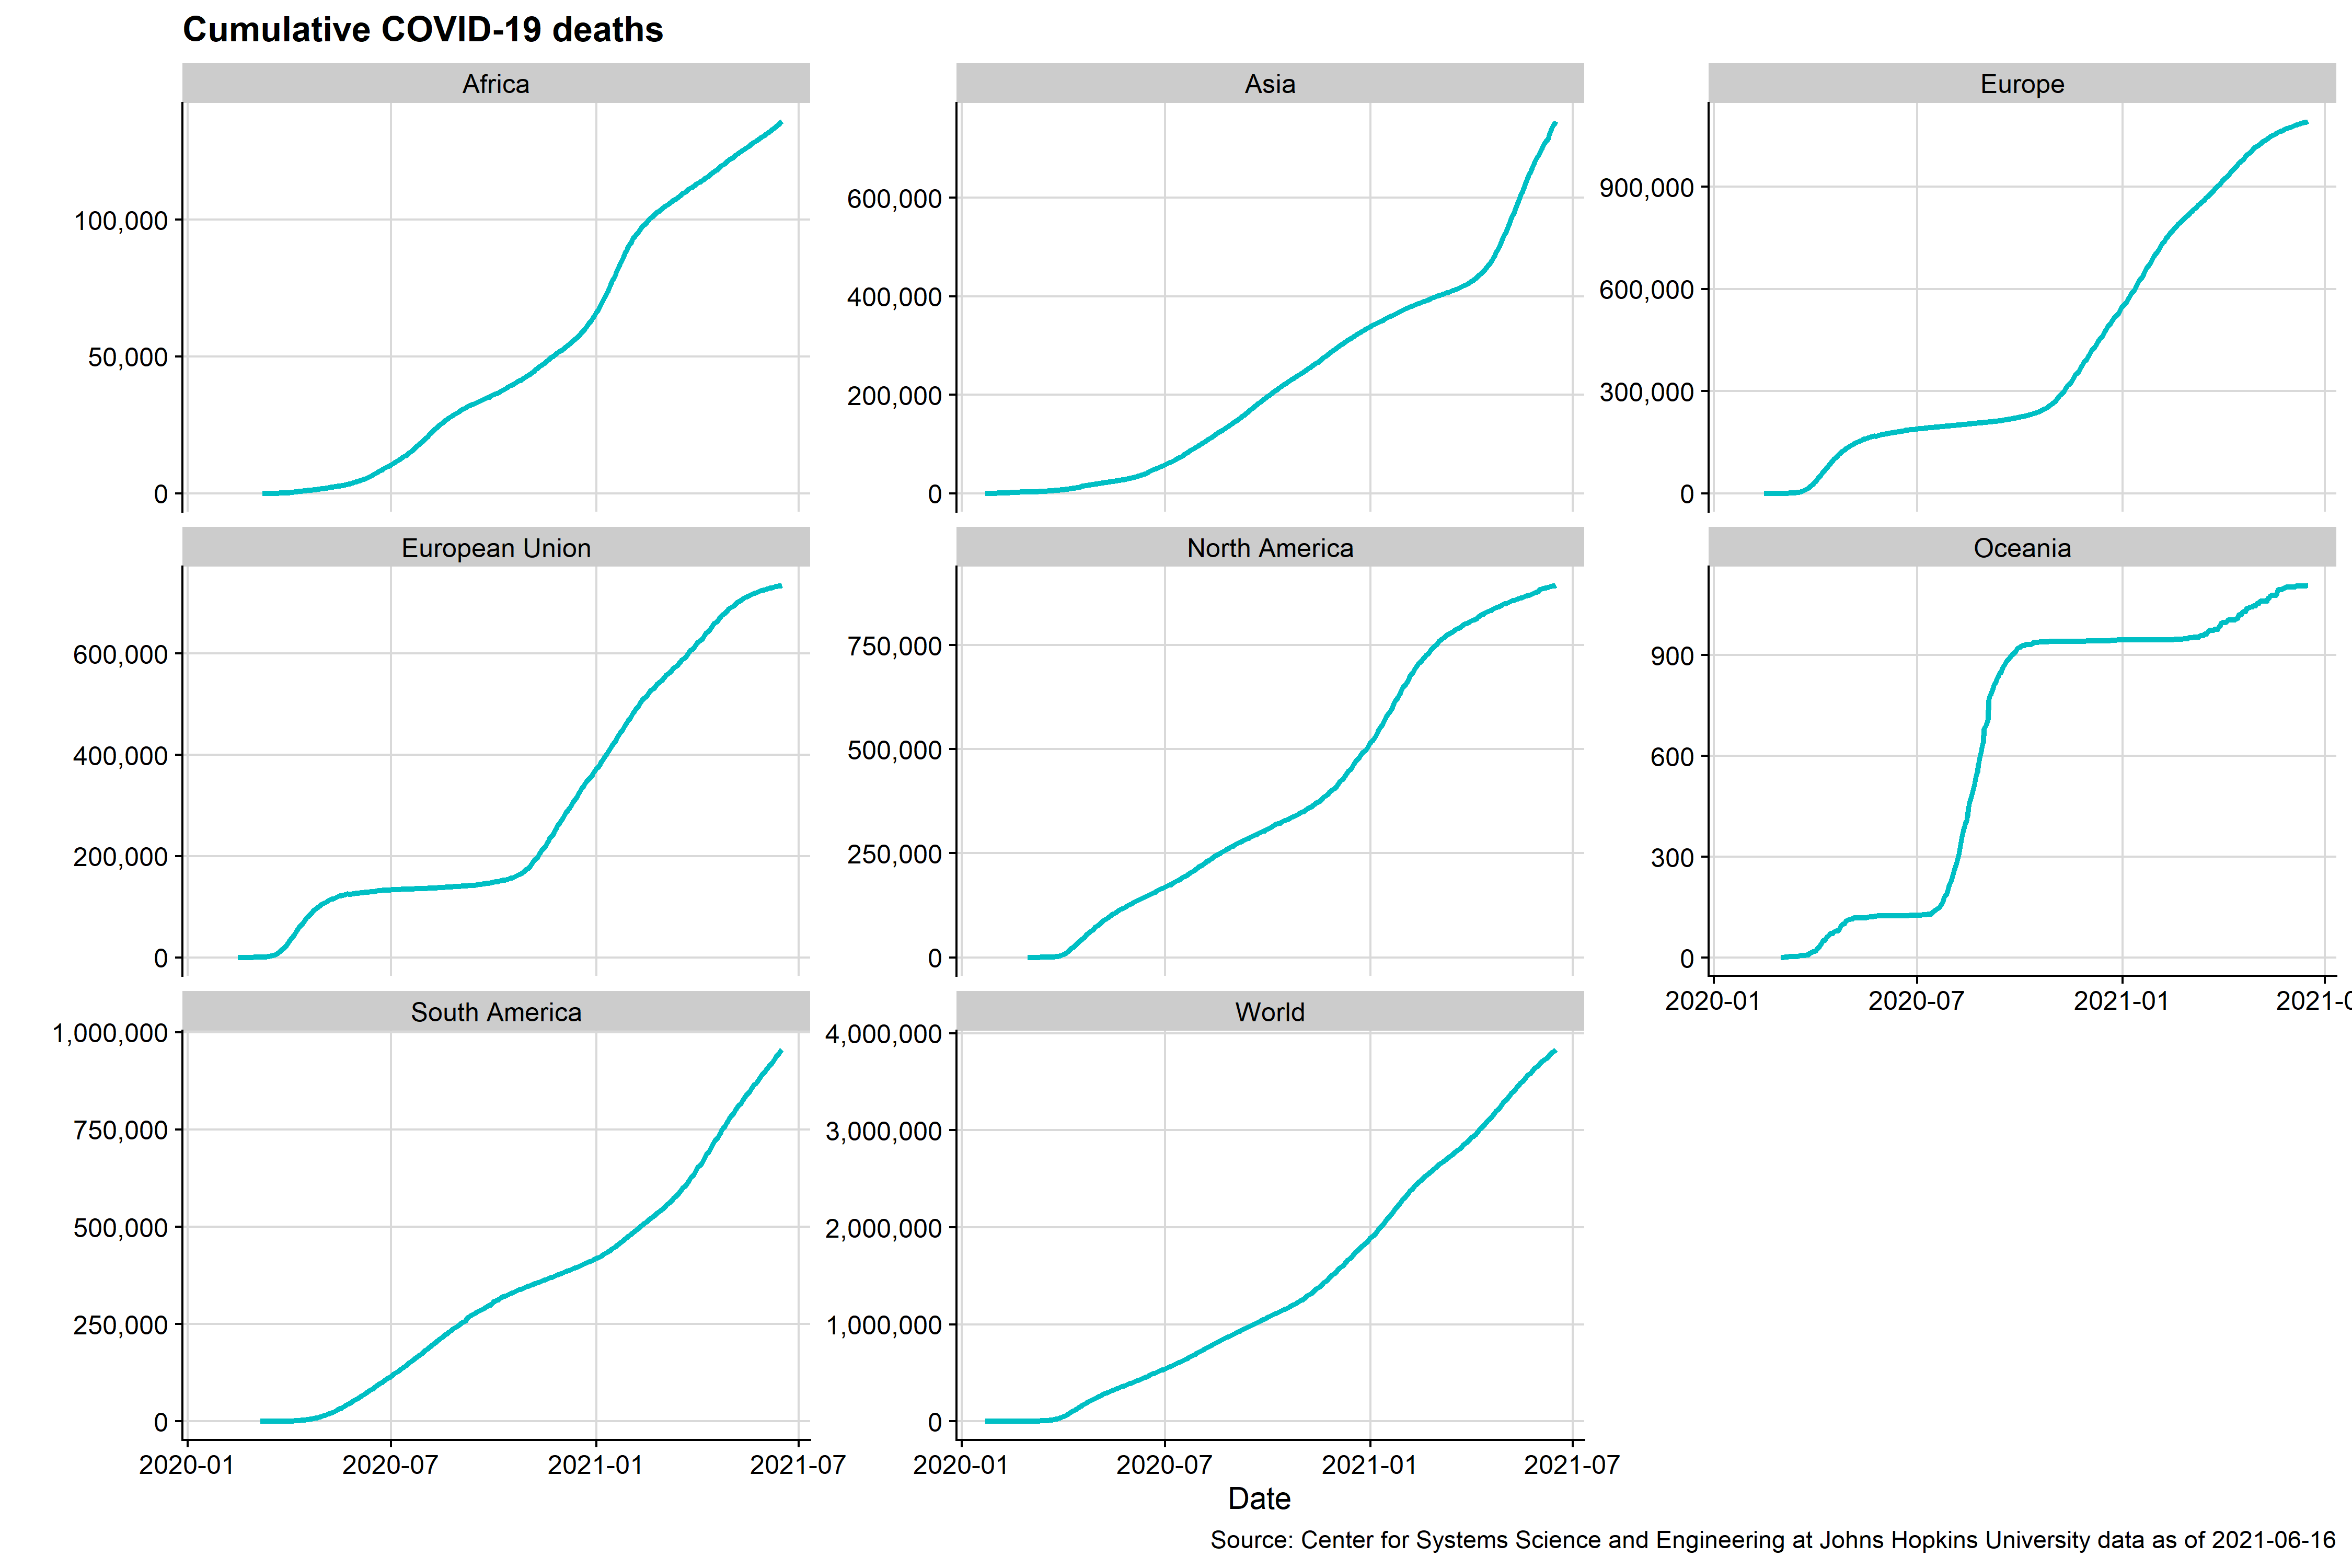 Cumulative COVID-19 deaths
Africa
100,000
50,000
0
Asia
600,000
400,000
200,000
0
Europe
900,000
600,000
300,000
0
European Union
600,000
400,000
200,000
0
North America
750,000
500,000
250,000
0
Oceania
900
600
300
0
2020-01 2020-07 2021-01 2021-0
South America
1,000,000
750,000
500,000
250,000
0
2020-01 2020-07 2021-01 2021-07
World
4,000,000
3,000,000
2,000,000
1,000,000
0
2020-01 2020-07 2021-01 2021-07
Date
Source: Center for Systems Science and Engineering at Johns Hopkins University data as of 2021-06-16